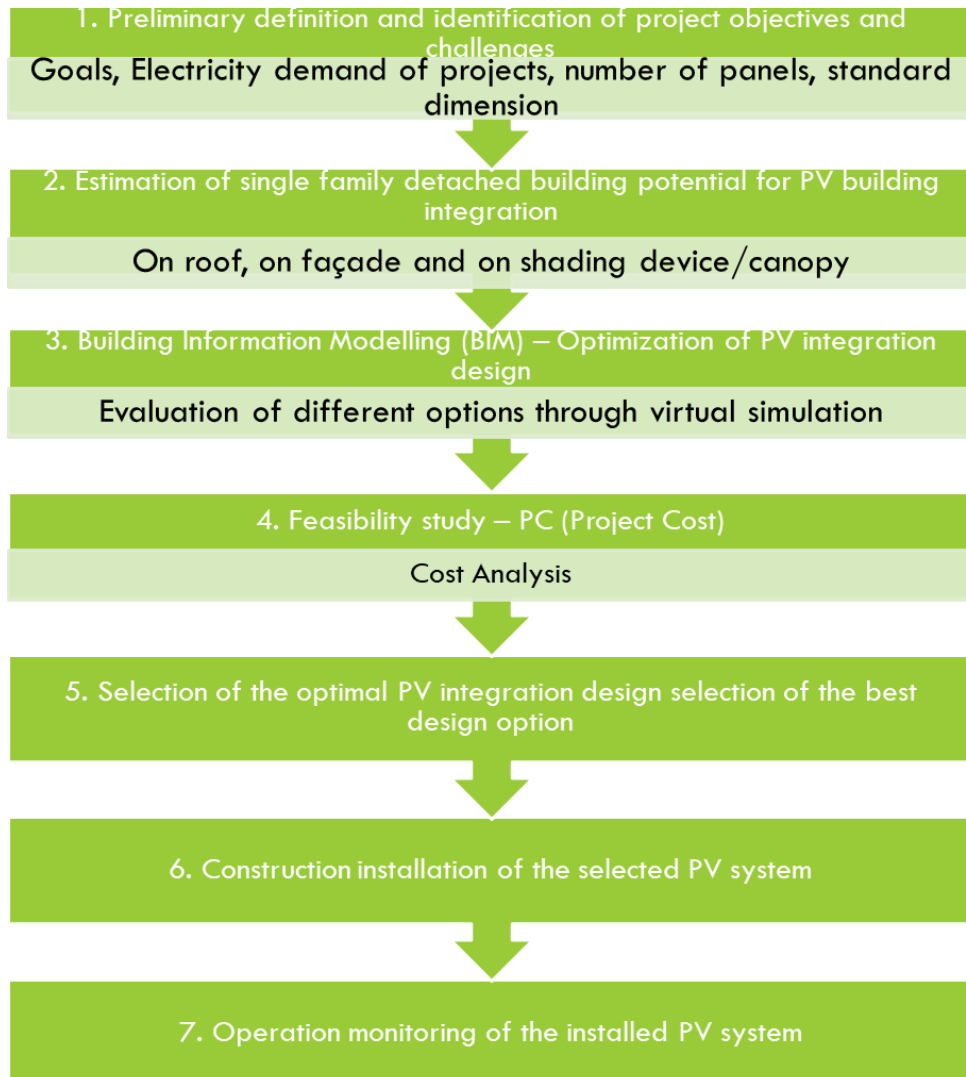 1. Preliminary definition and identification of project objectives and
challenges
Goals, Electricity demand of projects, number of panels, standard
dimension
2. Estimation of single family detached building potential for PV building
integration
On roof, on façade and on shading device/canopy
3. Building Information Modelling (BIM) – Optimization of PV integration
design
Evaluation of different options through virtual simulation
4. Feasibility study – PC (Project Cost)
Cost Analysis
5. Selection of the optimal PV integration design selection of the best
design option
6. Construction installation of the selected PV system
7. Operation monitoring of the installed PV system